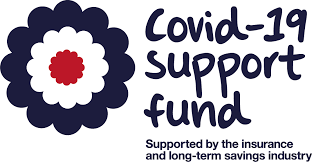 Covid-19
support
fund
Supported by the insurance
and long-term savings industry